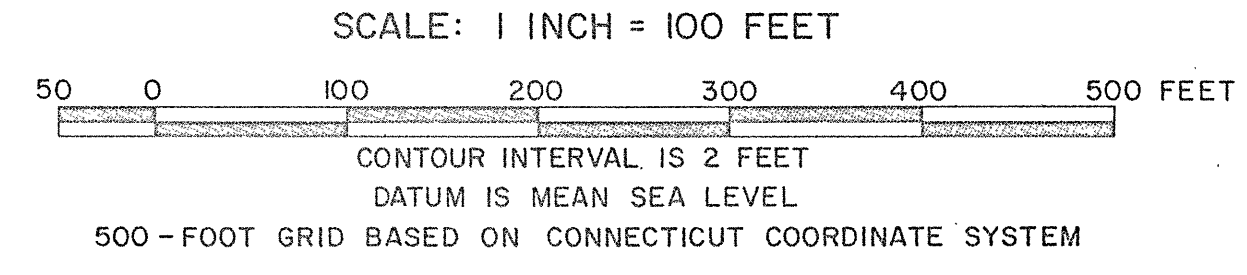 SCALE: 1 INCH = 100 FEET
50 0 100 200 300 400 500 FEET
CONTOUR INTERVAL IS 2 FEET
DATUM IS MEAN SEA LEVEL
500-FOOT GRID BASED ON CONNECTICUT COORDINATE SYSTEM